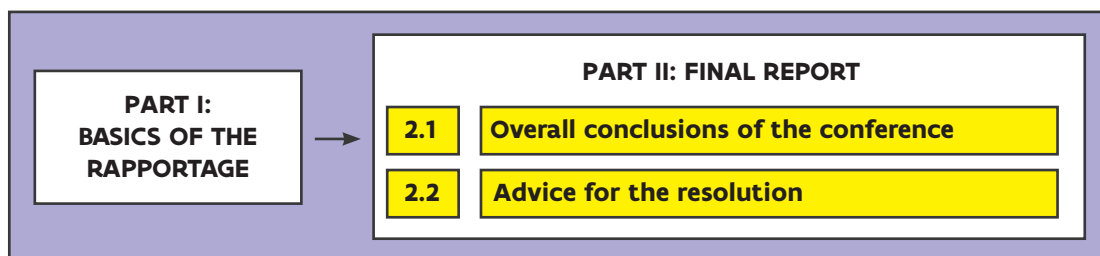 PART I:
BASICS OF THE
RAPPORTAGE
PART II: FINAL REPORT
2.1 Overall conclusions of the conference
2.2 Advice for the resolution